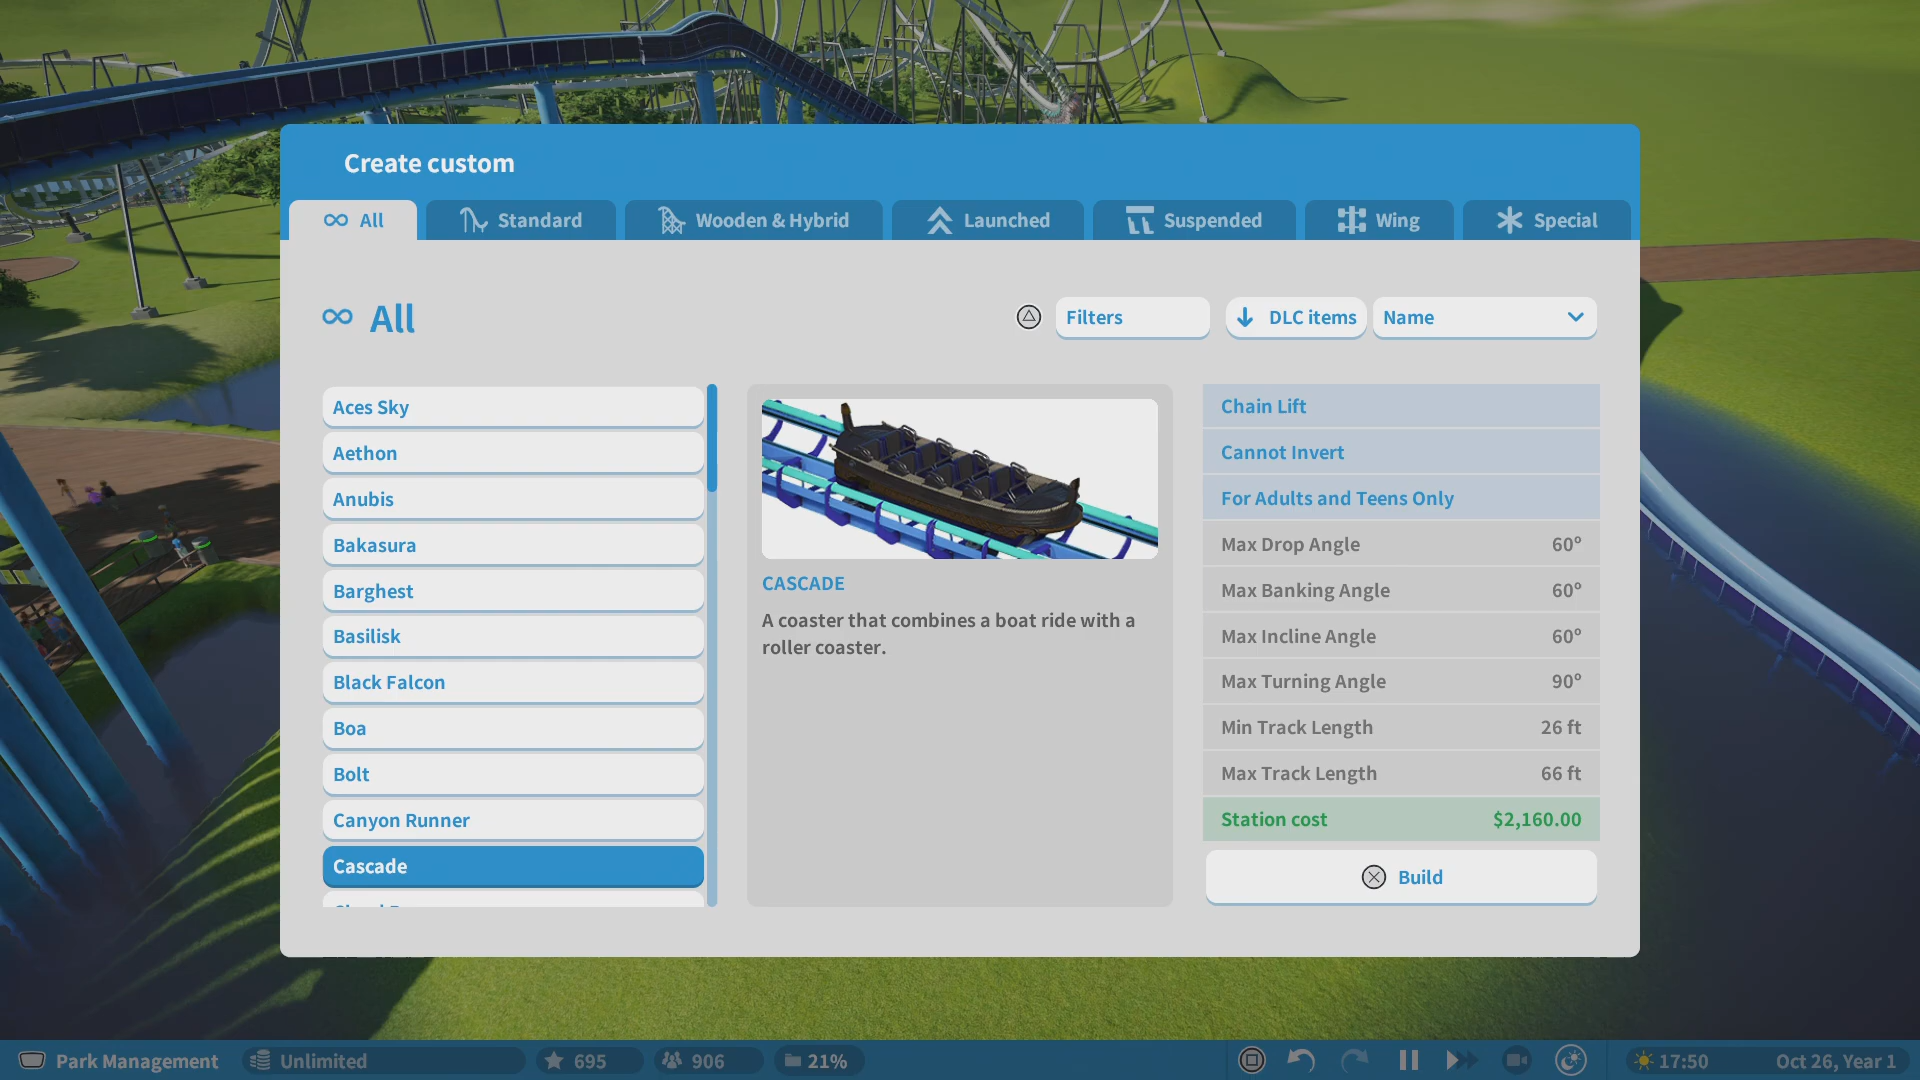 Create custom
All
Standard
Wooden & Hybrid
Launched
Suspended
Wing
Special
All
Filters
DLC items
Name
Aces Sky
Aethon
Anubis
Bakasura
Barghest
Basilisk
Black Falcon
Boa
Bolt
Canyon Runner
Cascade
CASCADE
A coaster that combines a boat ride with a
roller coaster.
Chain Lift
Cannot Invert
For Adults and Teens Only
Max Drop Angle 60º
Max Banking Angle 60º
Max Incline Angle 60º
Max Turning Angle 90º
Min Track Length 26 ft
Max Track Length 66 ft
Station cost $2,160.00
Build
Park Management Unlimited 695 906 21% 17:50 Oct 26, Year 1